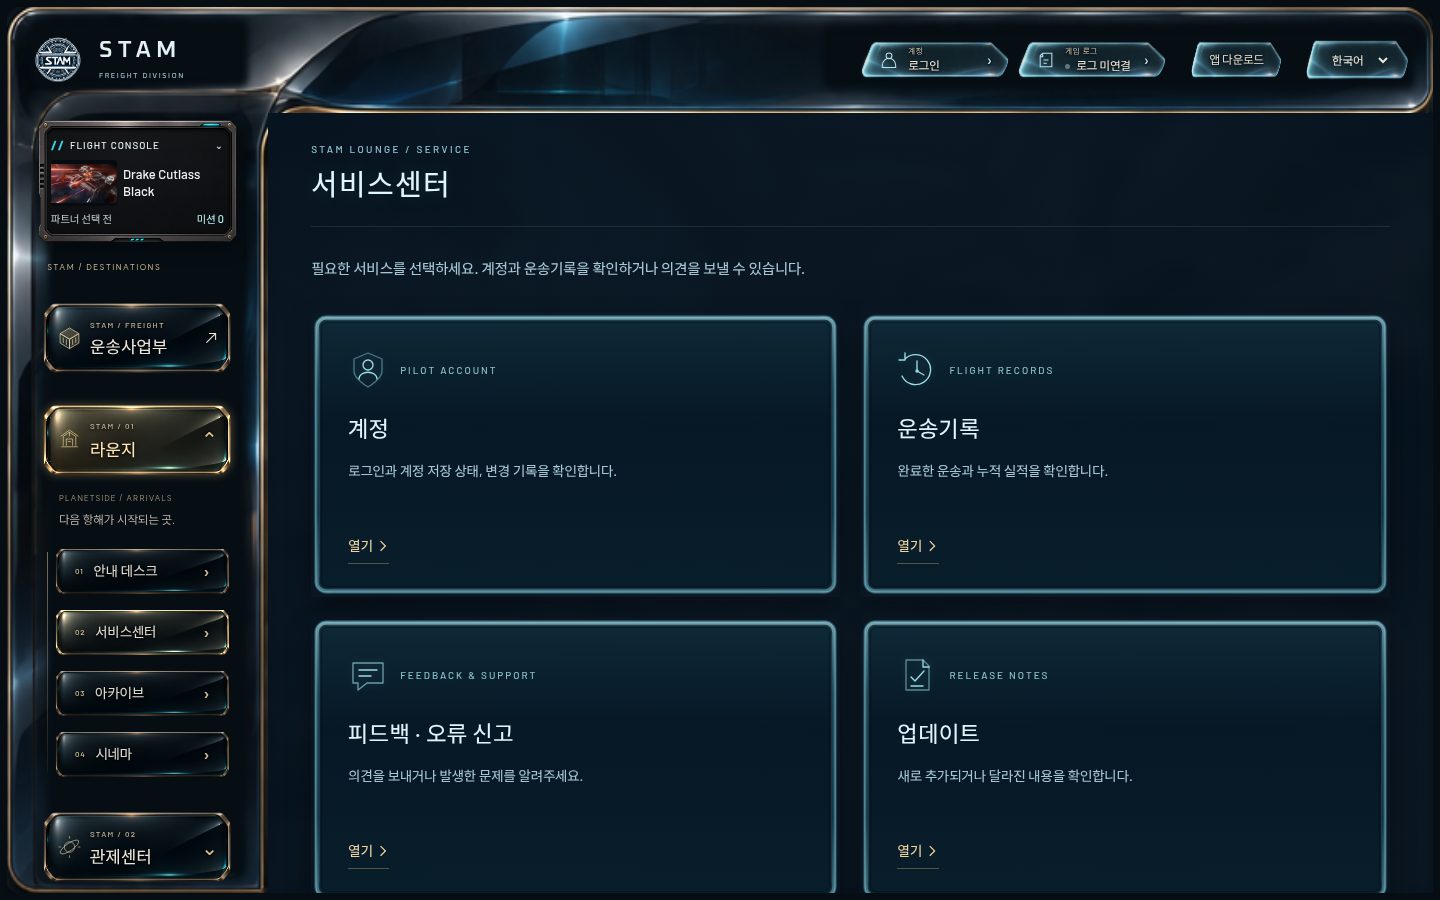 STAM
FREIGHT DIVISION
계정
로그인
게임 로그
로그 미연결
앱 다운로드
한국어
// FLIGHT CONSOLE
Drake Cutlass
Black
파트너 선택 전
미션 0
STAM / DESTINATIONS
STAM / FREIGHT
운송사업부
STAM / 01
라운지
PLANETSIDE / ARRIVALS
다음 항해가 시작되는 곳.
01 안내 데스크
02 서비스센터
03 아카이브
04 시네마
STAM / 02
관제센터
STAM LOUNGE / SERVICE
서비스센터
필요한 서비스를 선택하세요. 계정과 운송기록을 확인하거나 의견을 보낼 수 있습니다.
PILOT ACCOUNT
계정
로그인과 계정 저장 상태, 변경 기록을 확인합니다.
열기
FLIGHT RECORDS
운송기록
완료한 운송과 누적 실적을 확인합니다.
열기
FEEDBACK & SUPPORT
피드백 · 오류 신고
의견을 보내거나 발생한 문제를 알려주세요.
열기
RELEASE NOTES
업데이트
새로 추가되거나 달라진 내용을 확인합니다.
열기